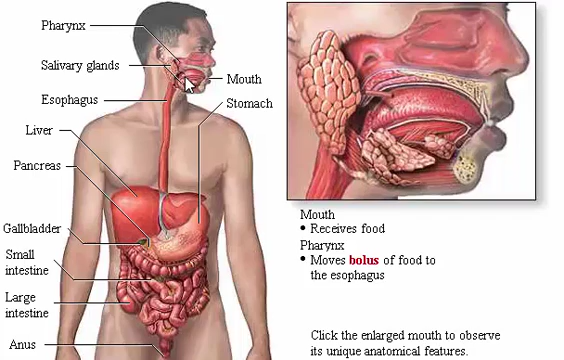 Pharynx
Salivary glands
Mouth
Esophagus
Stomach
Liver
Pancreas
Gallbladder
Small
intestine
Large
intestine
Anus
Mouth
• Receives food
Pharynx
• Moves bolus of food to
the esophagus
Click the enlarged mouth to observe
its unique anatomical features.